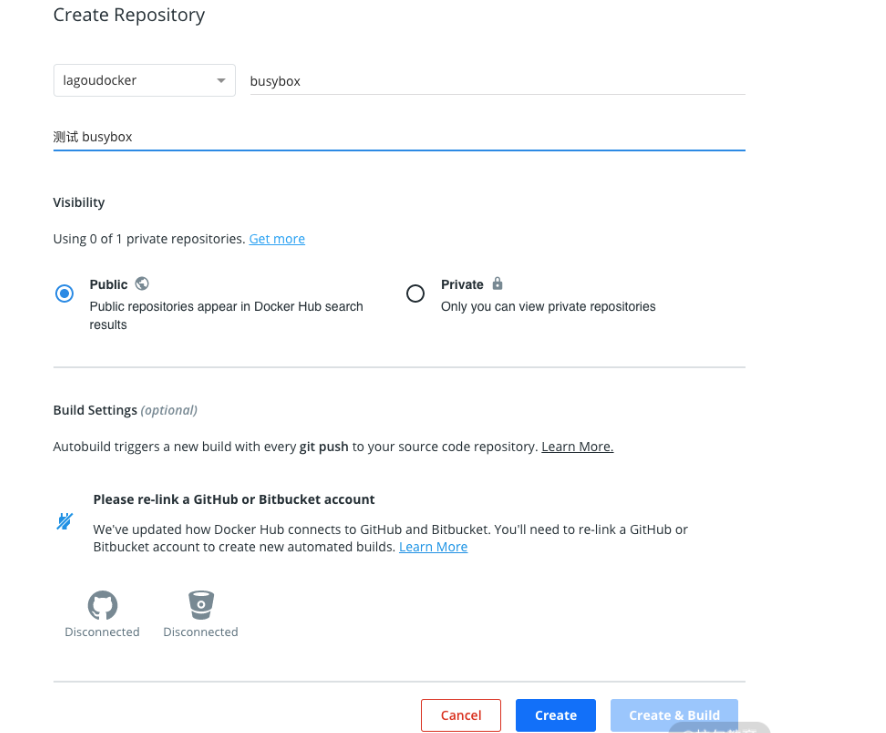 Create Repository
lagoudocker
busybox
测试 busybox
Visibility
Using 0 of 1 private repositories. Get more
Public
Public repositories appear in Docker Hub search
results
Private
Only you can view private repositories
Build Settings (optional)
Autobuild triggers a new build with every git push to your source code repository. Learn More.
Please re-link a GitHub or Bitbucket account
We've updated how Docker Hub connects to GitHub and Bitbucket. You'll need to re-link a GitHub or
Bitbucket account to create new automated builds. Learn More
Disconnected
Disconnected
Cancel
Create
Create & Build